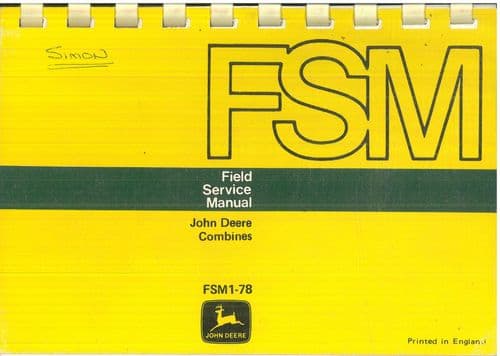 SIMON
FSM
Field
Service
Manual
John Deere
Combines
FSM1-78
JOHN DEERE
Printed in England